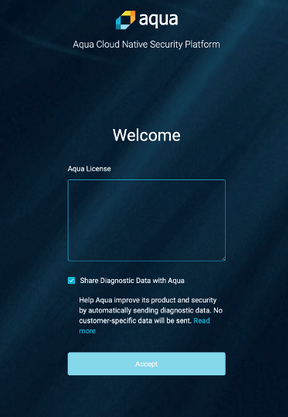 aqua
Aqua Cloud Native Security Platform
Welcome
Aqua License
Share Diagnostic Data with Aqua
Help Aqua improve its product and security
by automatically sending diagnostic data. No
customer-specific data will be sent. Read
more
Accept